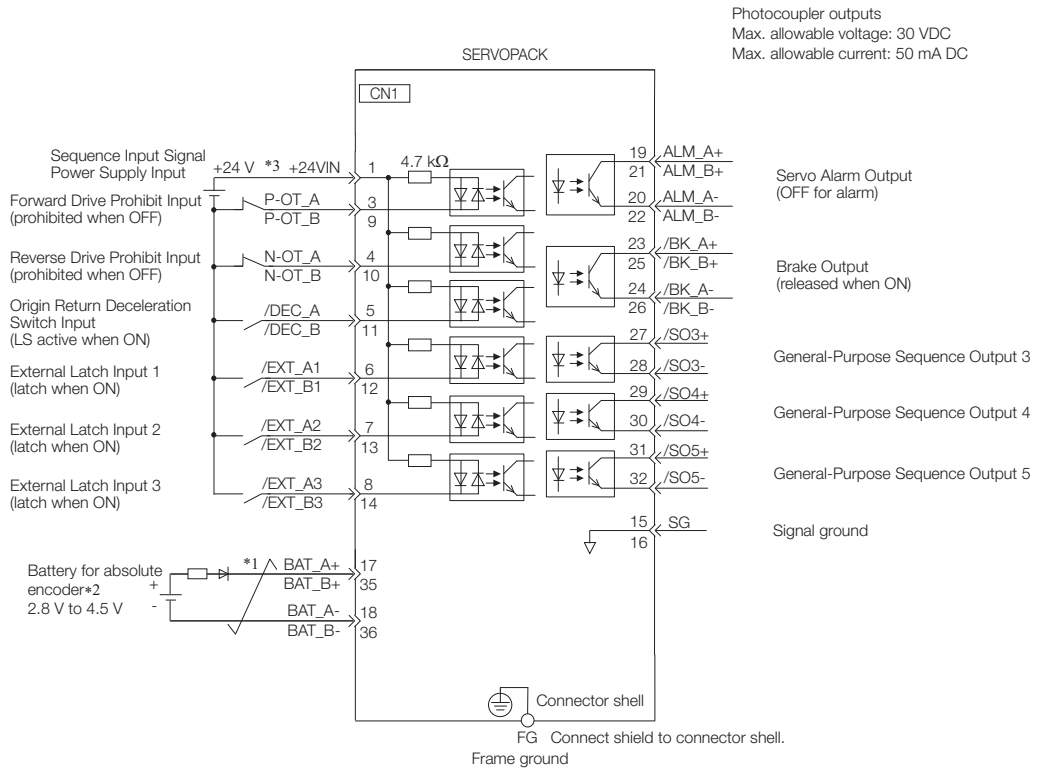 Photocoupler outputs
Max. allowable voltage: 30 VDC
Max. allowable current: 50 mA DC
SERVOPACK
CN1
Sequence Input Signal
Power Supply Input
+24 V *3 +24VIN 1 4.7 kΩ
Forward Drive Prohibit Input
(prohibited when OFF)
P-OT_A 3
P-OT_B 9
Reverse Drive Prohibit Input
(prohibited when OFF)
N-OT_A 4
N-OT_B 10
Origin Return Deceleration
Switch Input
(LS active when ON)
/DEC_A 5
/DEC_B 11
External Latch Input 1
(latch when ON)
/EXT_A1 6
/EXT_B1 12
External Latch Input 2
(latch when ON)
/EXT_A2 7
/EXT_B2 13
External Latch Input 3
(latch when ON)
/EXT_A3 8
/EXT_B3 14
Battery for absolute
encoder*2
2.8 V to 4.5 V
+
-
*1 BAT_A+ 17
BAT_B+ 35
BAT_A- 18
BAT_B- 36
19 ALM_A+
21 ALM_B+
20 ALM_A-
22 ALM_B-
Servo Alarm Output
(OFF for alarm)
23 /BK_A+
25 /BK_B+
24 /BK_A-
26 /BK_B-
Brake Output
(released when ON)
27 /SO3+
28 /SO3-
General-Purpose Sequence Output 3
29 /SO4+
30 /SO4-
General-Purpose Sequence Output 4
31 /SO5+
32 /SO5-
General-Purpose Sequence Output 5
15 SG
16
Signal ground
Connector shell
FG Connect shield to connector shell.
Frame ground